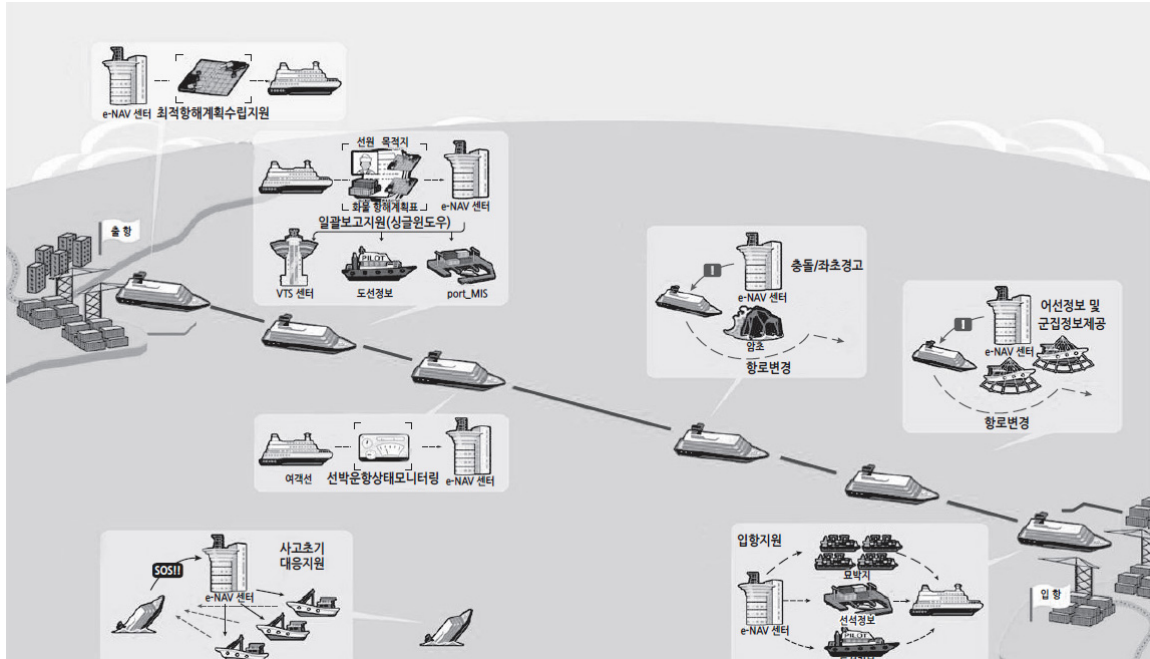 e-NAV 센터
최적항해계획수립지원
선원 목적지
화물 항해계획표
e-NAV 센터
일괄보고지원(싱글윈도우)
VTS 센터
PILOT
도선정보
port_MIS
출 항
충돌/좌초경고
!
e-NAV 센터
암초
항로변경
어선정보 및
군집정보제공
!
e-NAV 센터
항로변경
여객선
선박운항상태모니터링
e-NAV 센터
사고초기
대응지원
SOS!!
e-NAV 센터
입항지원
묘박지
e-NAV 센터
선석정보
PILOT
입 항